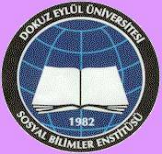 DOKUZ EYLÜL ÜNİVERSİTESİ
1982
SOSYAL BİLİMLER ENSTİTÜSÜ